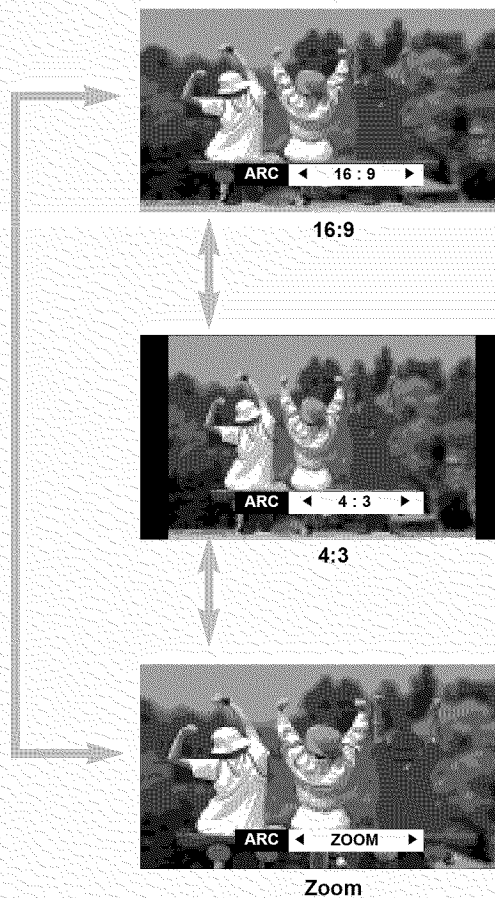 ARC ◄ 16 : 9 ►
16:9
ARC ◄ 4 : 3 ►
4:3
ARC ◄ ZOOM ►
Zoom